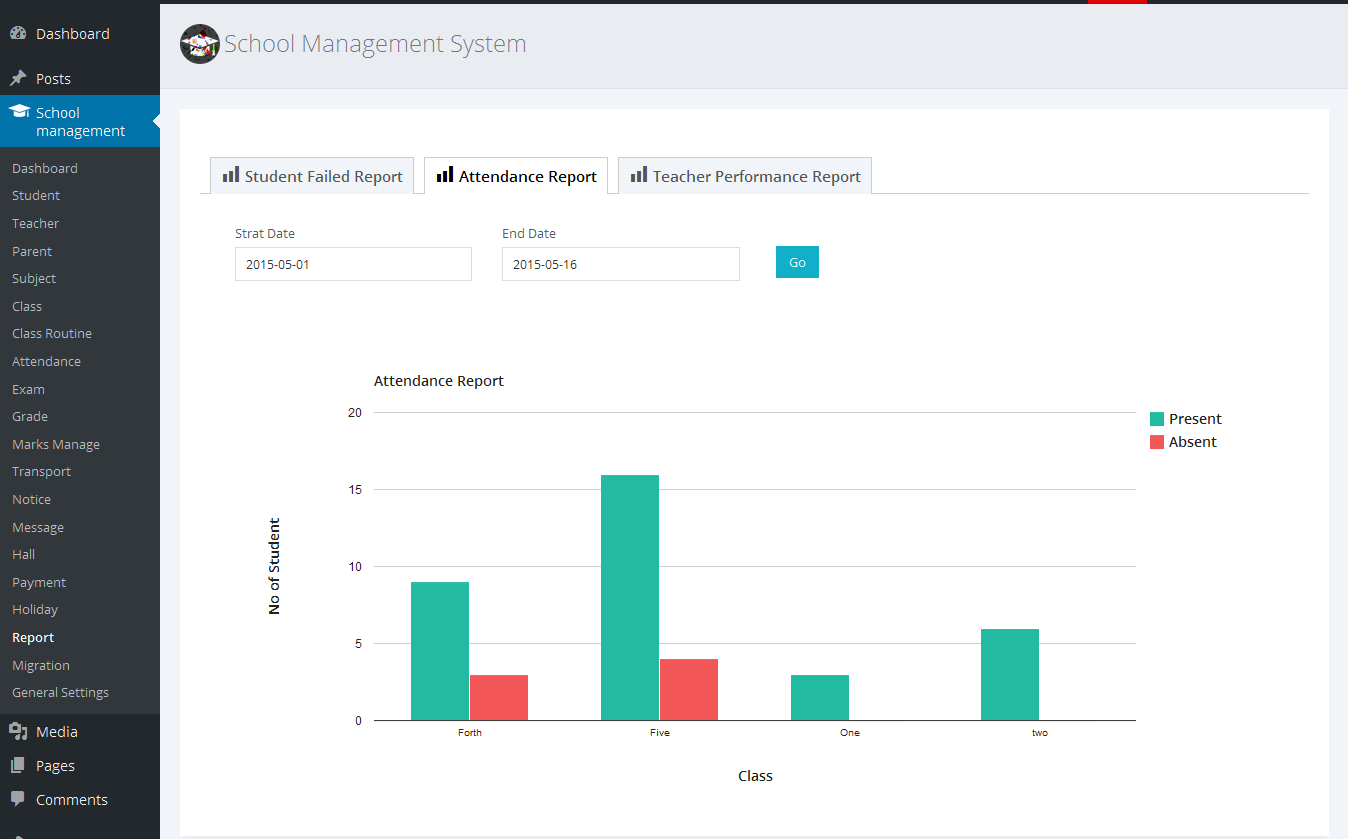 Dashboard
Posts
School
management
Dashboard
Student
Teacher
Parent
Subject
Class
Class Routine
Attendance
Exam
Grade
Marks Manage
Transport
Notice
Message
Hall
Payment
Holiday
Report
Migration
General Settings
Media
Pages
Comments
School Management System
Student Failed Report
Attendance Report
Teacher Performance Report
Strat Date
End Date
2015-05-01
2015-05-16
Go
Attendance Report
20
15
10
5
0
No of Student
Forth
Five
One
two
Class
Present
Absent